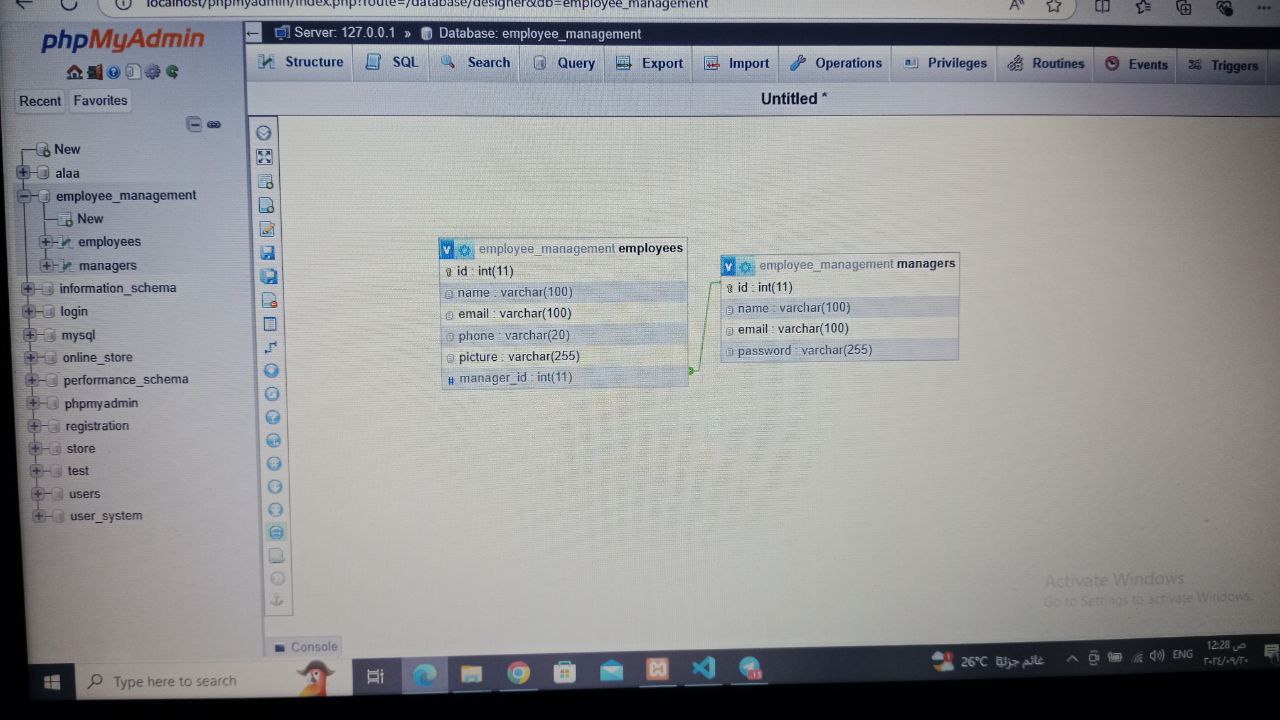 localhost/phpmyadmin/index.php?route=/database/designer&db=employee_management
phpMyAdmin
Recent
Favorites
New
alaa
employee_management
New
employees
managers
information_schema
login
mysql
online_store
performance_schema
phpmyadmin
registration
store
test
users
user_system
Server: 127.0.0.1 » Database: employee_management
Structure SQL Search Query Export Import Operations Privileges Routines Events Triggers
Untitled *
V employee_management employees
id : int(11)
name : varchar(100)
email : varchar(100)
phone : varchar(20)
picture : varchar(255)
# manager_id : int(11)
V employee_management managers
id : int(11)
name : varchar(100)
email : varchar(100)
password : varchar(255)
Activate Windows
Go to Settings to activate Windows.
Console
Type here to search
26°C غائم جزئيًا
ENG
12:28 ص
٢٠٢٤/٠٩/٢٠